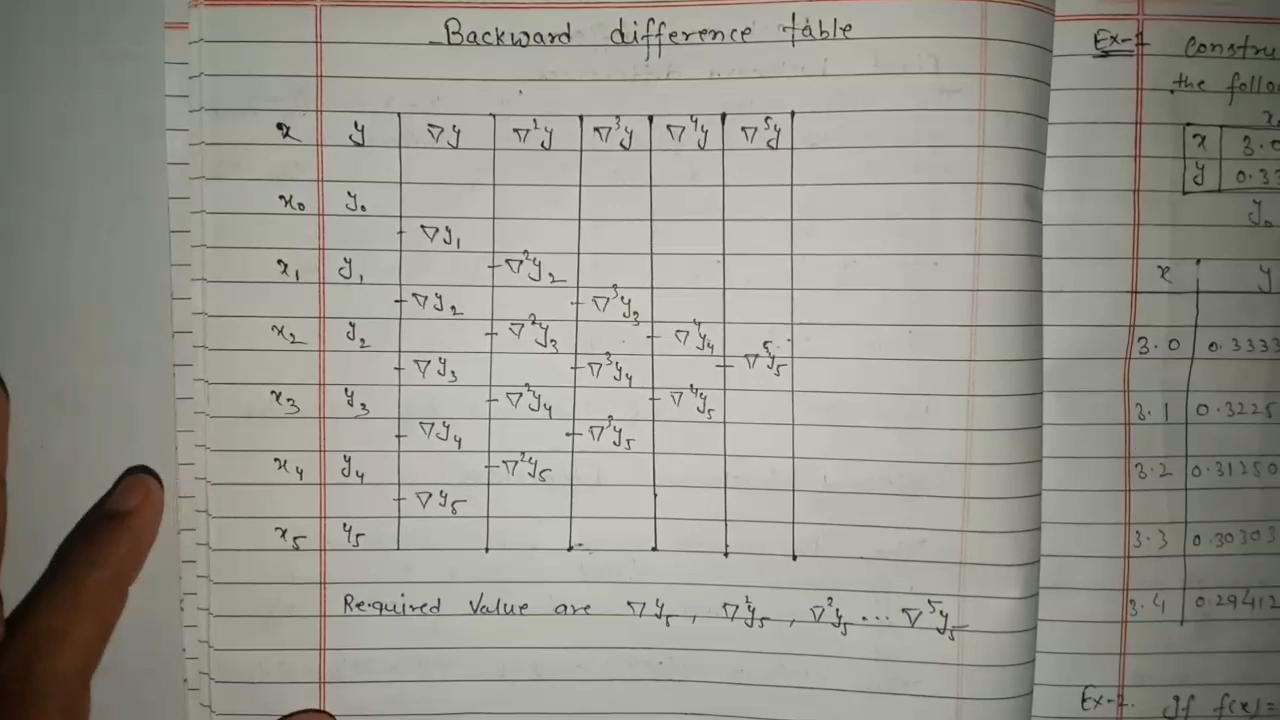 Backward difference table
x y ∇y ∇²y ∇³y ∇⁴y ∇⁵y
x₀ y₀
∇y₁
x₁ y₁ ∇²y₂
∇y₂ ∇³y₃
x₂ y₂ ∇²y₃ ∇⁴y₄
∇y₃ ∇³y₄ ∇⁵y₅
x₃ y₃ ∇²y₄ ∇⁴y₅
∇y₄ ∇³y₅
x₄ y₄ ∇²y₅
∇y₅
x₅ y₅
Required Value are ∇y₅, ∇²y₅, ∇³y₅ ... ∇⁵y₅
Ex-1 Constru
the follo
x 3.0
y 0.33
y₀
x y
3.0 0.3333
3.1 0.3225
3.2 0.31250
3.3 0.30303
3.4 0.29412
Ex-2. If f(x)=